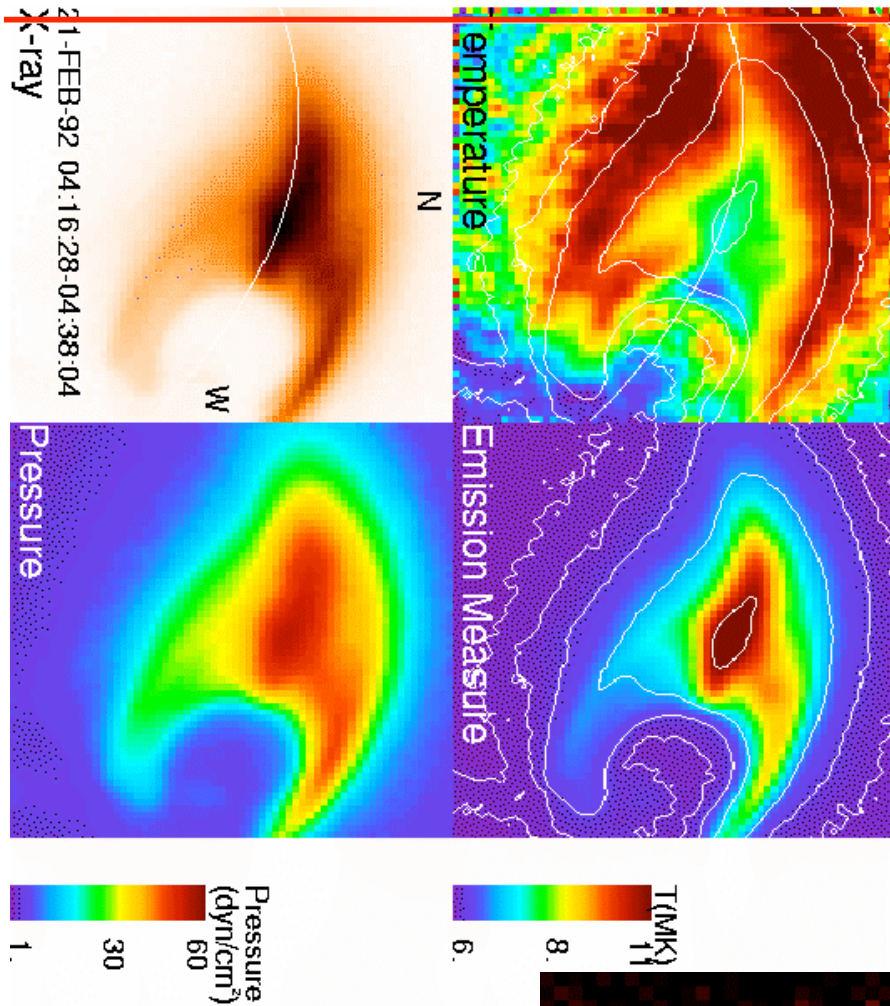 Temperature
Emission Measure
T(MK)
6. 8. 11
N
W
21-FEB-92 04:16:28-04:38:04
X-ray
Pressure
Pressure
(dyn/cm²)
1. 30 60